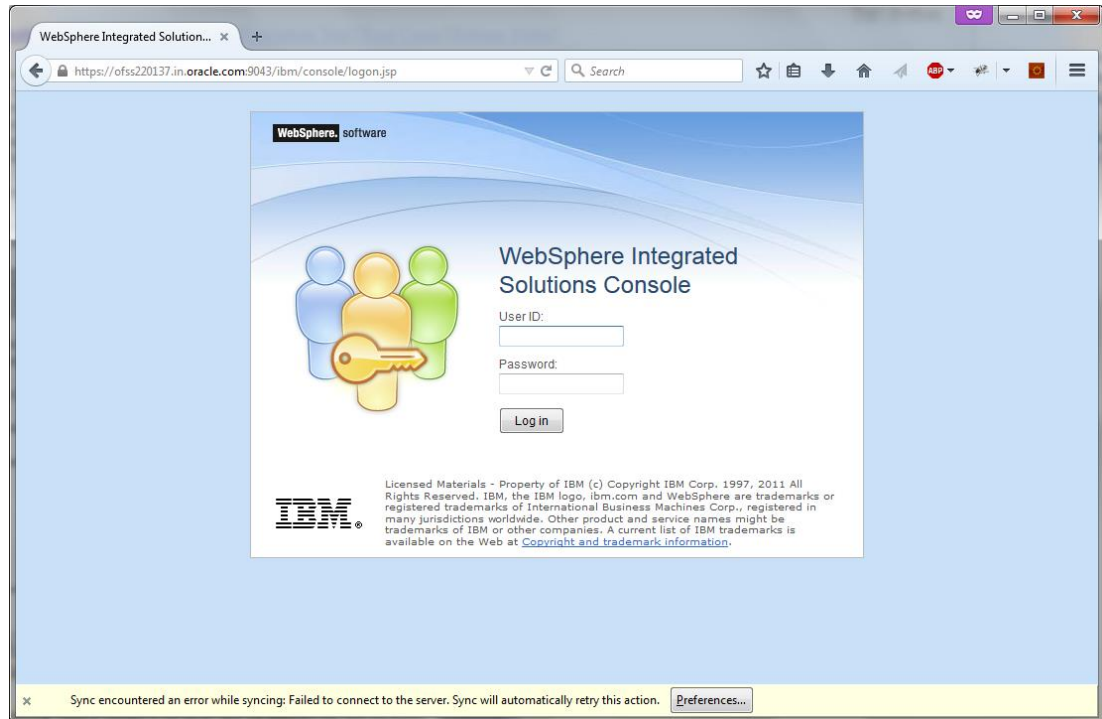 WebSphere Integrated Solution...
https://ofss220137.in.oracle.com:9043/ibm/console/logon.jsp
Search
ABP
WebSphere. software
WebSphere Integrated
Solutions Console
User ID:
Password:
Log in
IBM®
Licensed Materials - Property of IBM (c) Copyright IBM Corp. 1997, 2011 All
Rights Reserved. IBM, the IBM logo, ibm.com and WebSphere are trademarks or
registered trademarks of International Business Machines Corp., registered in
many jurisdictions worldwide. Other product and service names might be
trademarks of IBM or other companies. A current list of IBM trademarks is
available on the Web at Copyright and trademark information.
Sync encountered an error while syncing: Failed to connect to the server. Sync will automatically retry this action. Preferences...